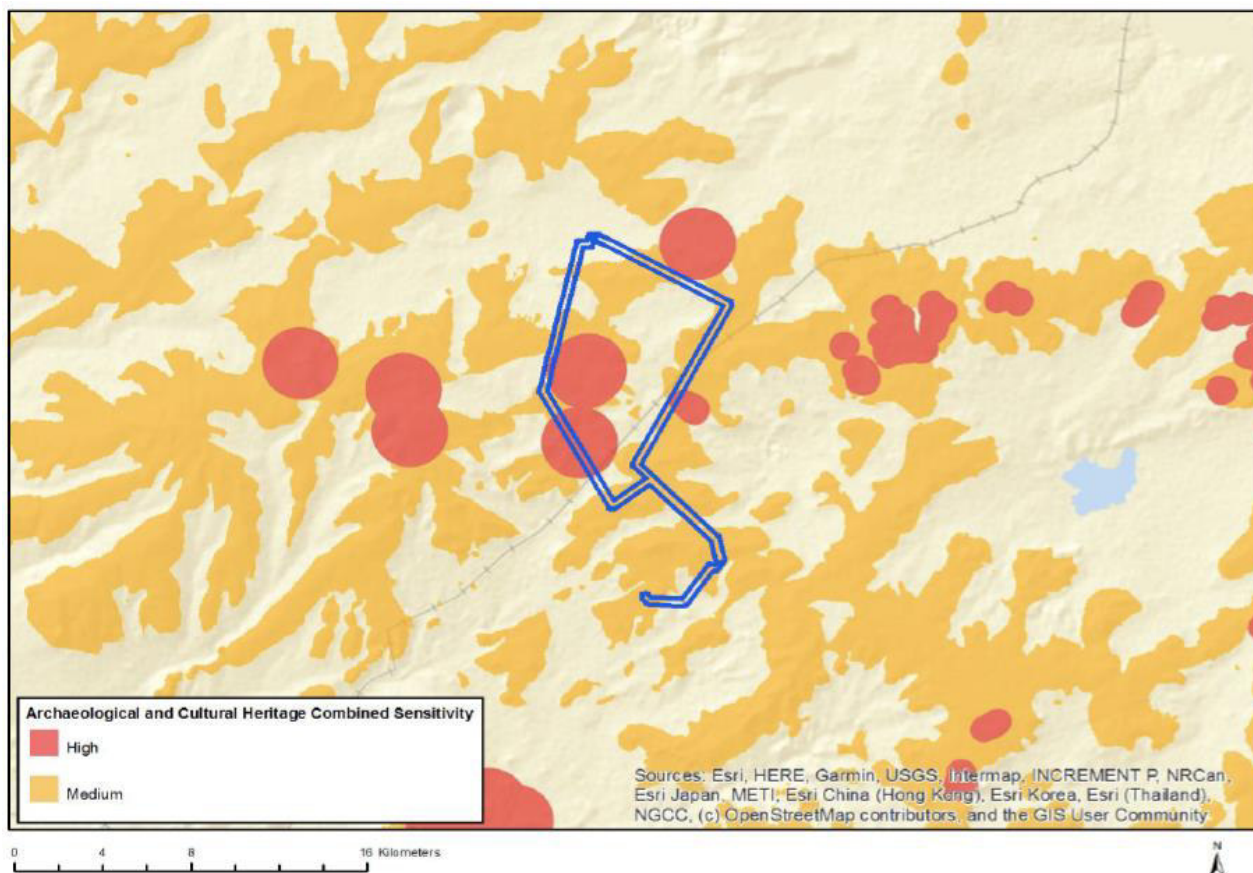 Archaeological and Cultural Heritage Combined Sensitivity
High
Medium
Sources: Esri, HERE, Garmin, USGS, Intermap, INCREMENT P, NRCan,
Esri Japan, METI, Esri China (Hong Kong), Esri Korea, Esri (Thailand),
NGCC, (c) OpenStreetMap contributors, and the GIS User Community
0 4 8 16 Kilometers
N